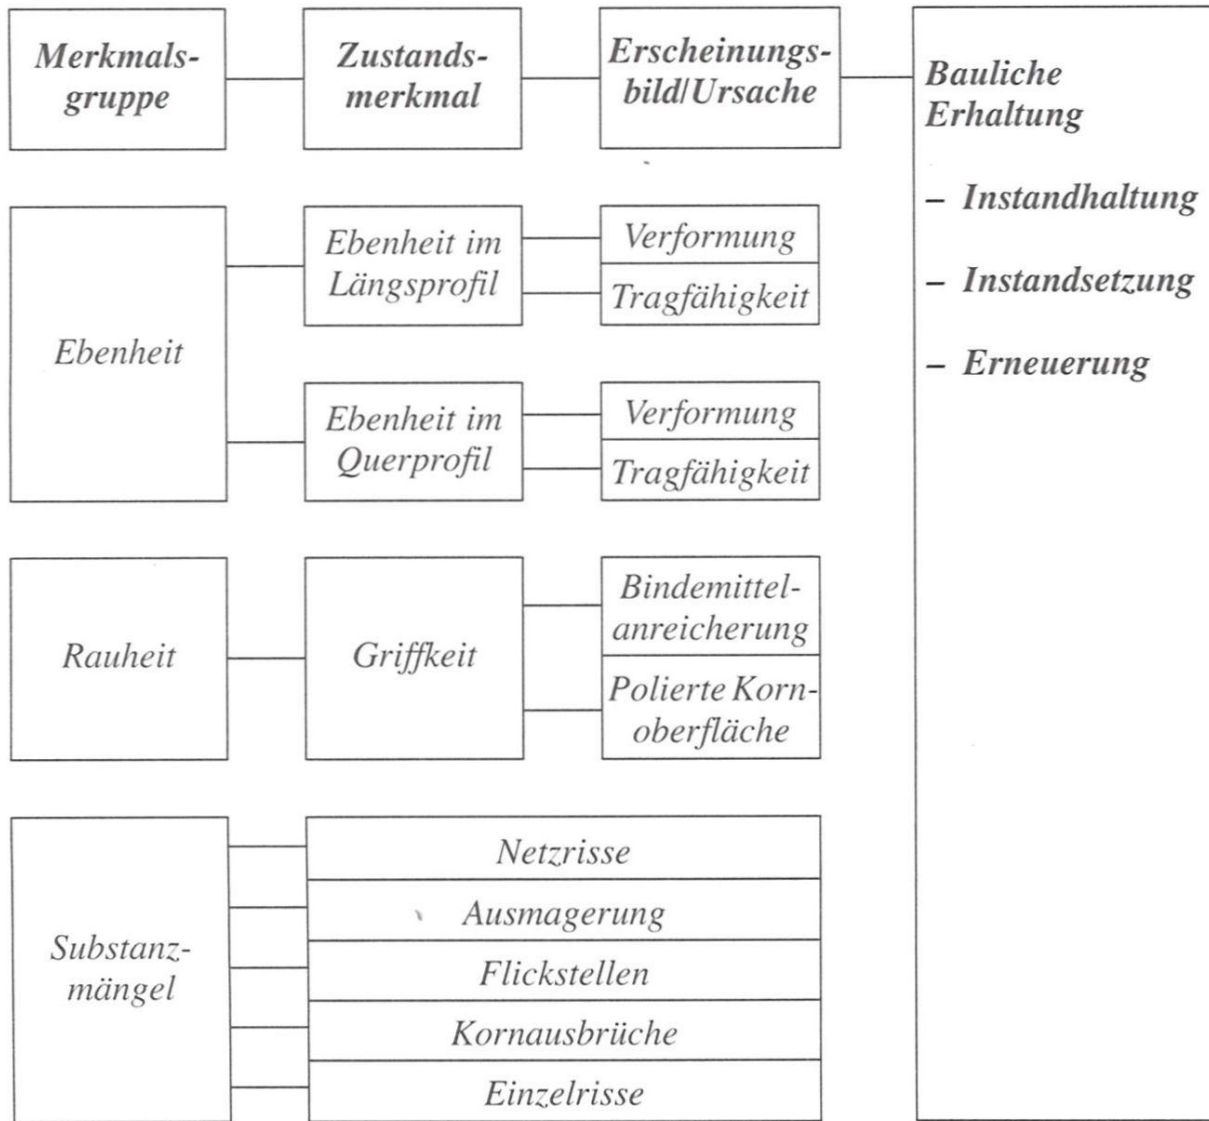 Merkmals-
gruppe
Zustands-
merkmal
Erscheinungs-
bild/Ursache
Bauliche
Erhaltung
– Instandhaltung
– Instandsetzung
– Erneuerung
Ebenheit
Ebenheit im
Längsprofil
Verformung
Tragfähigkeit
Ebenheit im
Querprofil
Verformung
Tragfähigkeit
Rauheit
Griffkeit
Bindemittel-
anreicherung
Polierte Korn-
oberfläche
Substanz-
mängel
Netzrisse
Ausmagerung
Flickstellen
Kornausbrüche
Einzelrisse